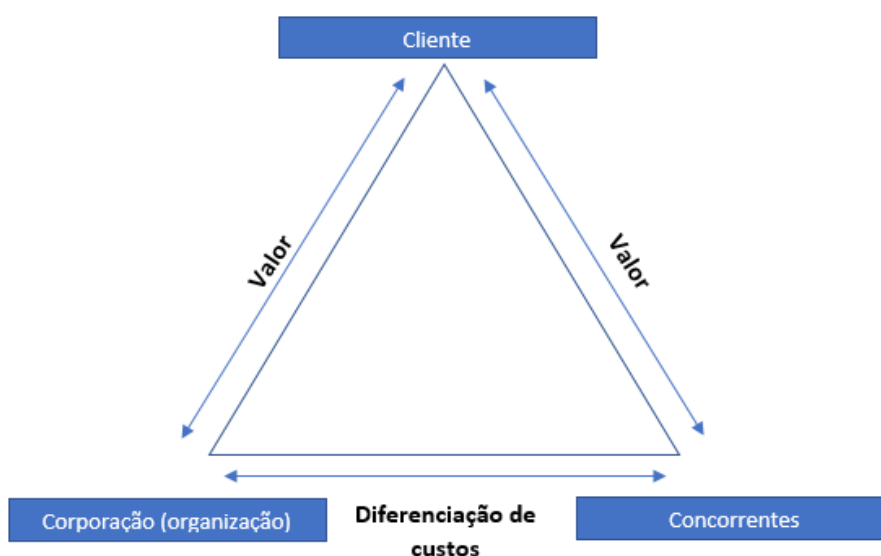 Cliente
Valor
Valor
Corporação (organização)
Diferenciação de
custos
Concorrentes